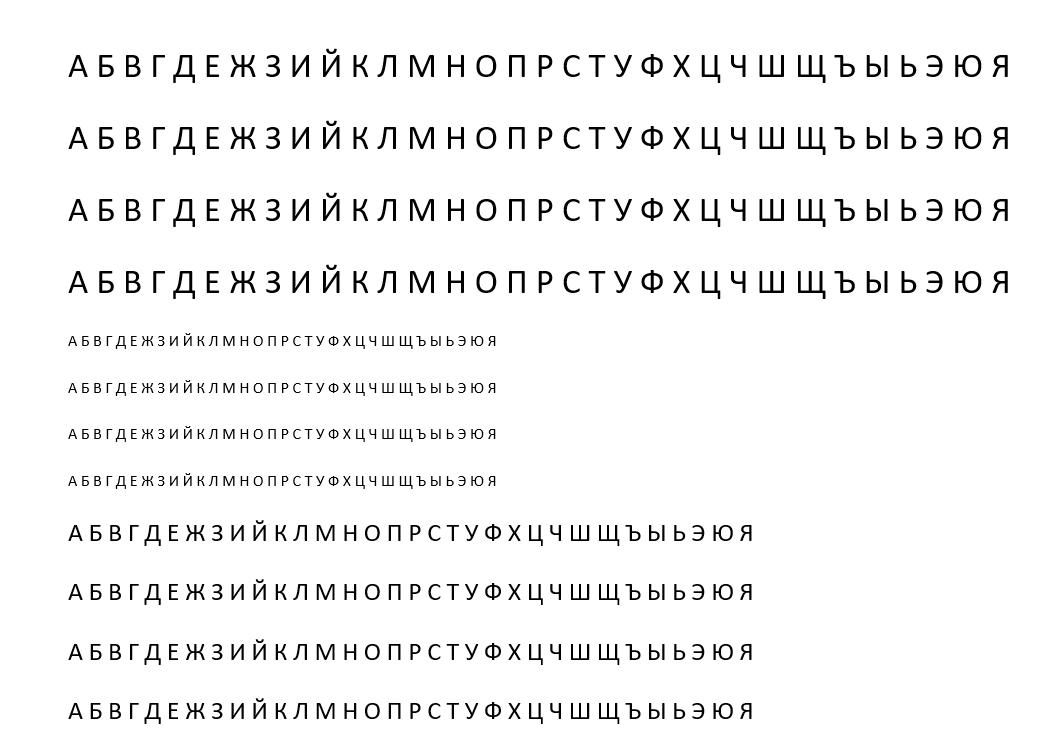 А Б В Г Д Е Ж З И Й К Л М Н О П Р С Т У Ф Х Ц Ч Ш Щ Ъ Ы Ь Э Ю Я
А Б В Г Д Е Ж З И Й К Л М Н О П Р С Т У Ф Х Ц Ч Ш Щ Ъ Ы Ь Э Ю Я
А Б В Г Д Е Ж З И Й К Л М Н О П Р С Т У Ф Х Ц Ч Ш Щ Ъ Ы Ь Э Ю Я
А Б В Г Д Е Ж З И Й К Л М Н О П Р С Т У Ф Х Ц Ч Ш Щ Ъ Ы Ь Э Ю Я
А Б В Г Д Е Ж З И Й К Л М Н О П Р С Т У Ф Х Ц Ч Ш Щ Ъ Ы Ь Э Ю Я
А Б В Г Д Е Ж З И Й К Л М Н О П Р С Т У Ф Х Ц Ч Ш Щ Ъ Ы Ь Э Ю Я
А Б В Г Д Е Ж З И Й К Л М Н О П Р С Т У Ф Х Ц Ч Ш Щ Ъ Ы Ь Э Ю Я
А Б В Г Д Е Ж З И Й К Л М Н О П Р С Т У Ф Х Ц Ч Ш Щ Ъ Ы Ь Э Ю Я
А Б В Г Д Е Ж З И Й К Л М Н О П Р С Т У Ф Х Ц Ч Ш Щ Ъ Ы Ь Э Ю Я
А Б В Г Д Е Ж З И Й К Л М Н О П Р С Т У Ф Х Ц Ч Ш Щ Ъ Ы Ь Э Ю Я
А Б В Г Д Е Ж З И Й К Л М Н О П Р С Т У Ф Х Ц Ч Ш Щ Ъ Ы Ь Э Ю Я
А Б В Г Д Е Ж З И Й К Л М Н О П Р С Т У Ф Х Ц Ч Ш Щ Ъ Ы Ь Э Ю Я